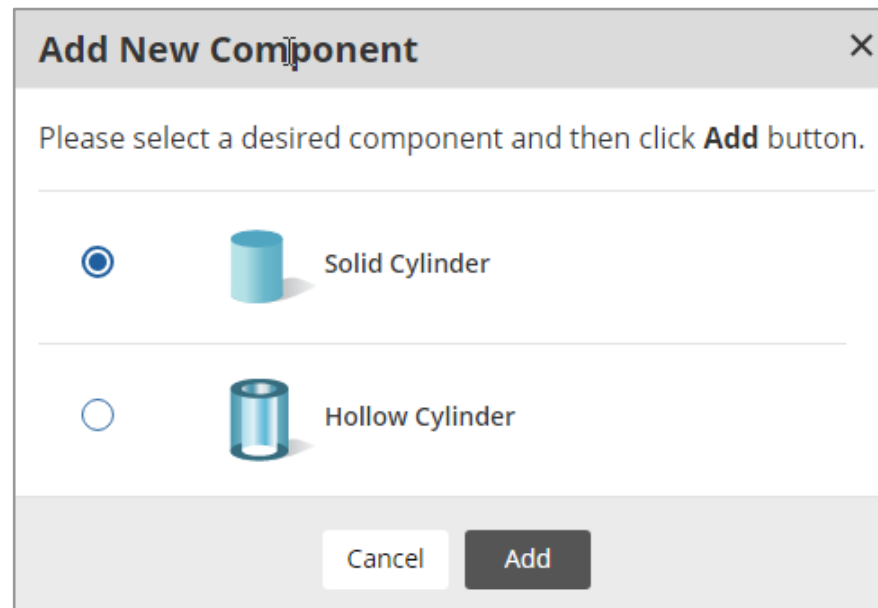 Add New Component
Please select a desired component and then click Add button.
Solid Cylinder
Hollow Cylinder
Cancel
Add